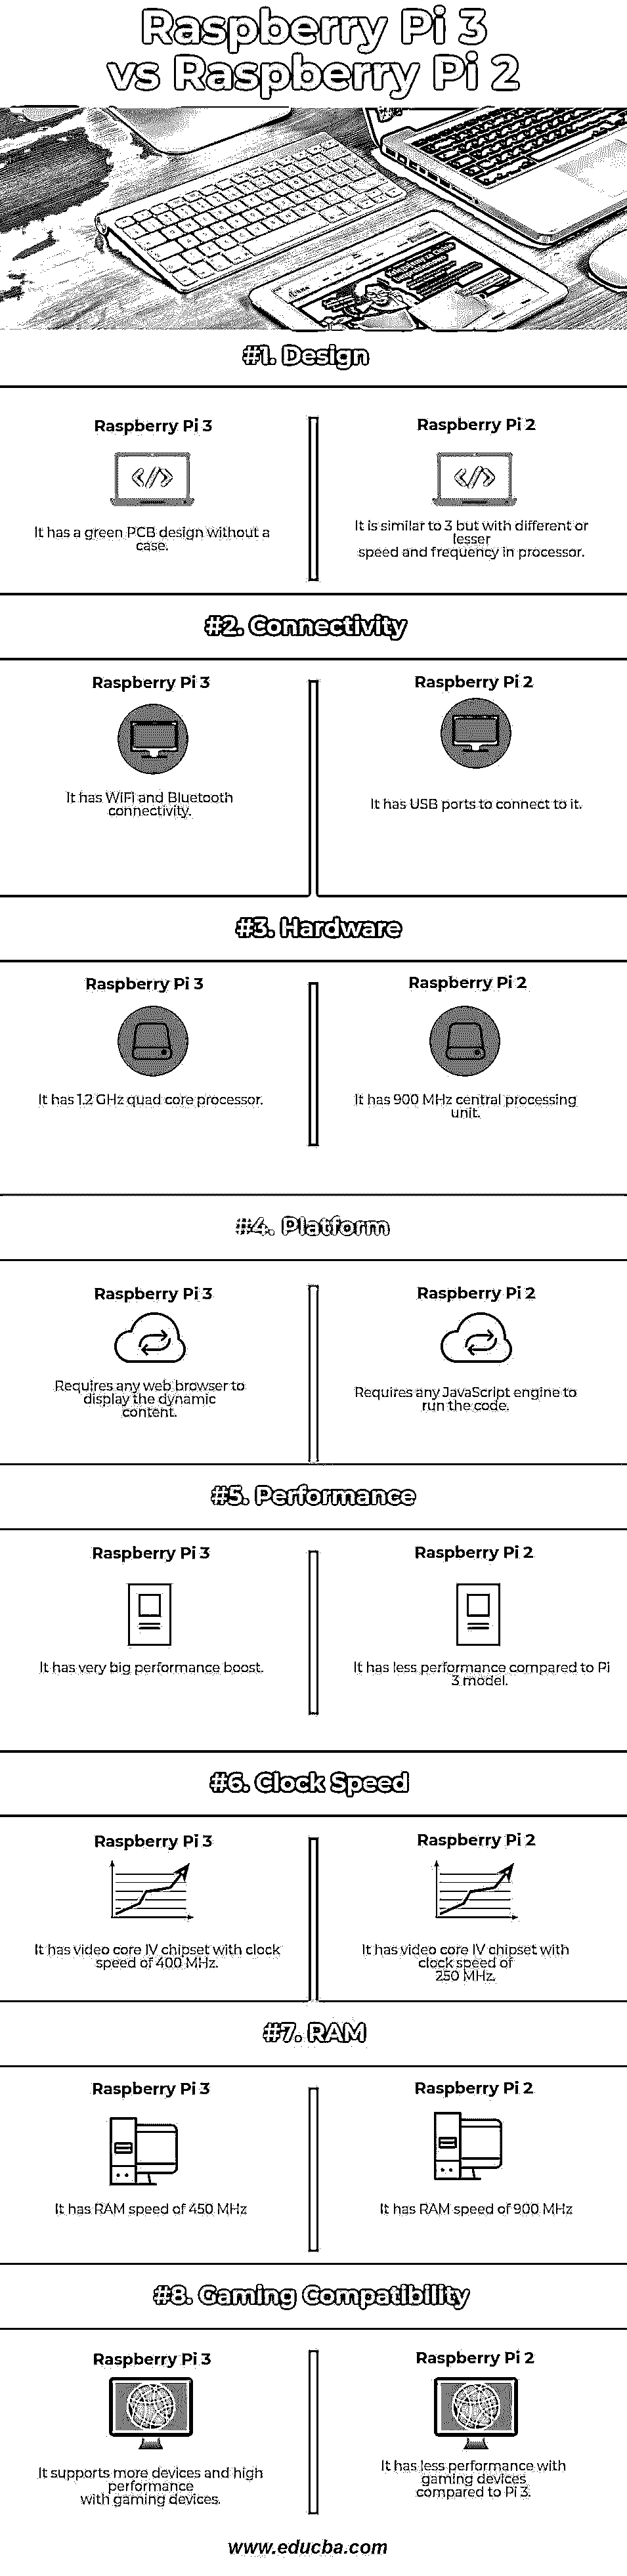 Raspberry Pi 3
vs Raspberry Pi 2
#1. Design
Raspberry Pi 3
It has a green PCB design without a
case.
Raspberry Pi 2
It is similar to 3 but with different or
lesser
speed and frequency in processor.
#2. Connectivity
Raspberry Pi 3
It has WiFi and Bluetooth
connectivity.
Raspberry Pi 2
It has USB ports to connect to it.
#3. Hardware
Raspberry Pi 3
It has 1.2 GHz quad core processor.
Raspberry Pi 2
It has 900 MHz central processing
unit.
#4. Platform
Raspberry Pi 3
Requires any web browser to
display the dynamic
content.
Raspberry Pi 2
Requires any JavaScript engine to
run the code.
#5. Performance
Raspberry Pi 3
It has very big performance boost.
Raspberry Pi 2
It has less performance compared to Pi
3 model.
#6. Clock Speed
Raspberry Pi 3
It has video core IV chipset with clock
speed of 400 MHz.
Raspberry Pi 2
It has video core IV chipset with
clock speed of
250 MHz.
#7. RAM
Raspberry Pi 3
It has RAM speed of 450 MHz
Raspberry Pi 2
It has RAM speed of 900 MHz
#8. Gaming Compatibility
Raspberry Pi 3
It supports more devices and high
performance
with gaming devices.
Raspberry Pi 2
It has less performance with
gaming devices
compared to Pi 3.
www.educba.com